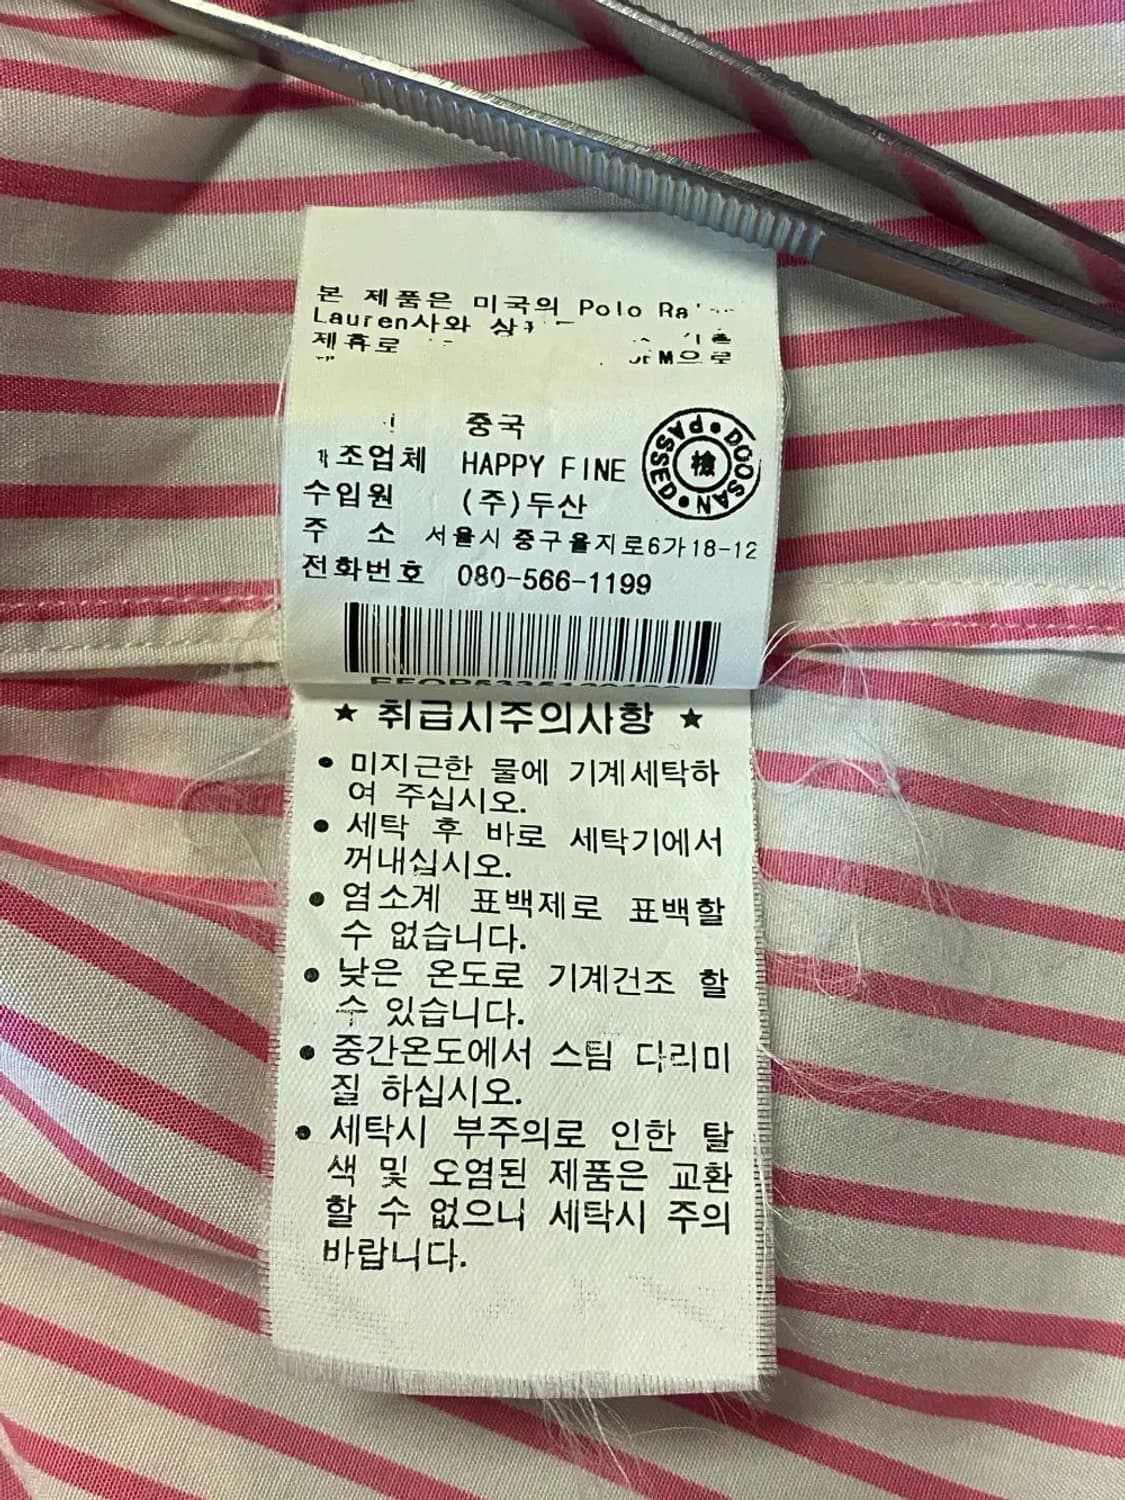 본 제품은 미국의 Polo
Lauren사와
제휴로
으로
중국
조업체 HAPPY FINE
수입원 (주)두산
주 소 서울시 중구을지로6가18-12
전화번호 080-566-1199
PASSED • DOOSAN •
檢
★ 취급시주의사항 ★
• 미지근한 물에 기계세탁하
여 주십시오.
• 세탁 후 바로 세탁기에서
꺼내십시오.
• 염소계 표백제로 표백할
수 없습니다.
• 낮은 온도로 기계건조 할
수 있습니다.
• 중간온도에서 스팀 다리미
질 하십시오.
• 세탁시 부주의로 인한 탈
색 및 오염된 제품은 교환
할 수 없으니 세탁시 주의
바랍니다.